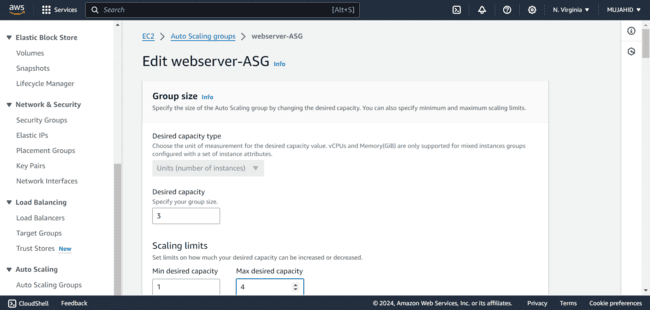 aws
Services
Search
[Alt+S]
N. Virginia
MUJAHID
Elastic Block Store
Volumes
Snapshots
Lifecycle Manager
Network & Security
Security Groups
Elastic IPs
Placement Groups
Key Pairs
Network Interfaces
Load Balancing
Load Balancers
Target Groups
Trust Stores New
Auto Scaling
Auto Scaling Groups
EC2 > Auto Scaling groups > webserver-ASG
Edit webserver-ASG Info
Group size Info
Specify the size of the Auto Scaling group by changing the desired capacity. You can also specify minimum and maximum scaling limits.
Desired capacity type
Choose the unit of measurement for the desired capacity value. vCPUs and Memory(GiB) are only supported for mixed instances groups
configured with a set of instance attributes.
Units (number of instances)
Desired capacity
Specify your group size.
3
Scaling limits
Set limits on how much your desired capacity can be increased or decreased.
Min desired capacity Max desired capacity
1 4
CloudShell Feedback © 2024, Amazon Web Services, Inc. or its affiliates. Privacy Terms Cookie preferences